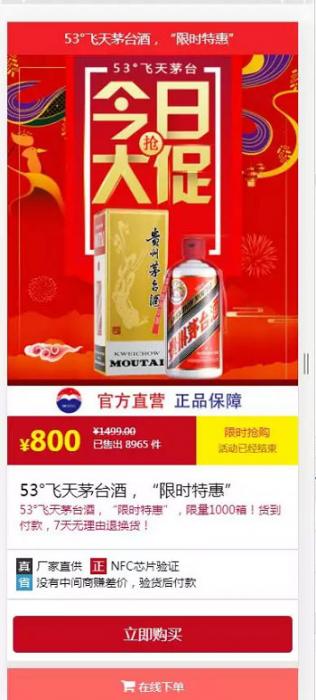 53°飞天茅台酒，“限时特惠”
53°飞天茅台
今日
抢
大促
贵州茅台酒
KWEICHOW
MOUTAI
贵州茅台酒
官方直营 正品保障
¥800
¥1499.00
已售出 8965 件
限时抢购
活动已经结束
53°飞天茅台酒，“限时特惠”
53°飞天茅台酒，“限时特惠”，限量1000箱！货到
付款，7天无理由退换货！
真 厂家直供 正 NFC芯片验证
省 没有中间商赚差价，验货后付款
立即购买
在线下单